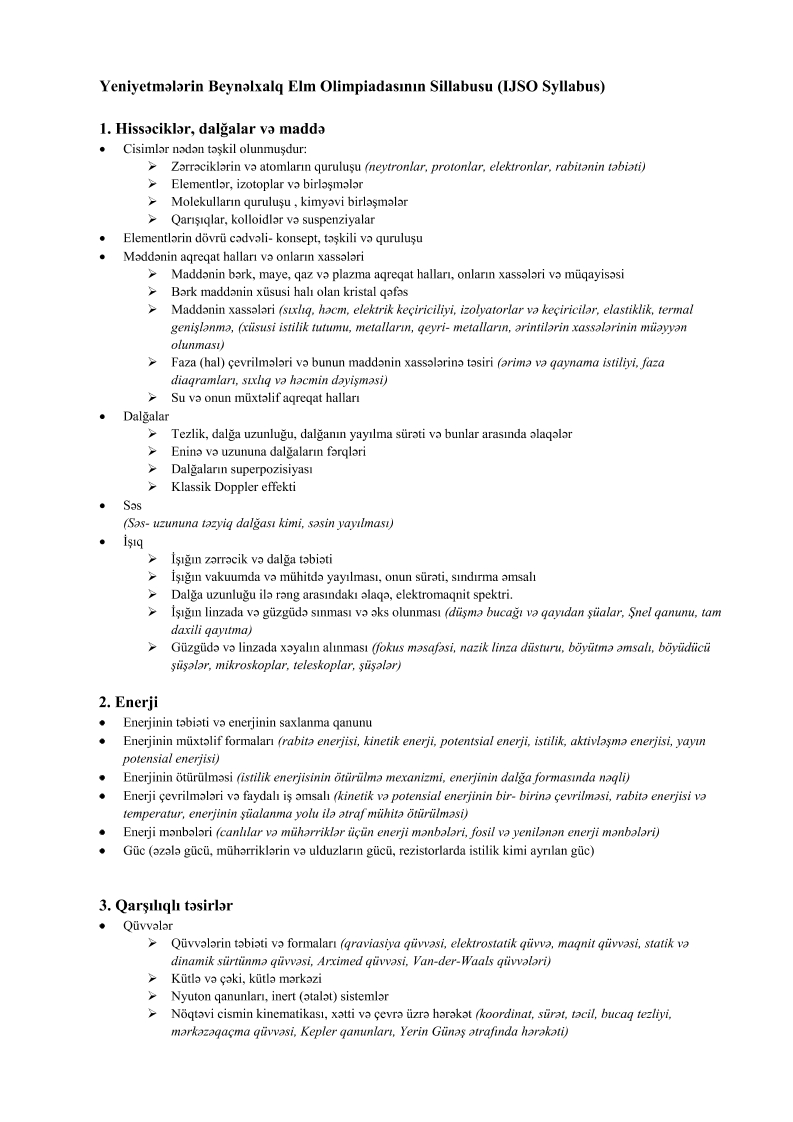 Yeniyetmələrin Beynəlxalq Elm Olimpiadasının Sillabusu (IJSO Syllabus)
1. Hissəciklər, dalğalar və maddə
• Cisimlər nədən təşkil olunmuşdur:
➢ Zərrəciklərin və atomların quruluşu (neytronlar, protonlar, elektronlar, rabitənin təbiəti)
➢ Elementlər, izotoplar və birləşmələr
➢ Molekulların quruluşu , kimyəvi birləşmələr
➢ Qarışıqlar, kolloidlər və suspenziyalar
• Elementlərin dövrü cədvəli- konsept, təşkili və quruluşu
• Məddənin aqreqat halları və onların xassələri
➢ Maddənin bərk, maye, qaz və plazma aqreqat halları, onların xassələri və müqayisəsi
➢ Bərk maddənin xüsusi halı olan kristal qəfəs
➢ Maddənin xassələri (sıxlıq, həcm, elektrik keçiriciliyi, izolyatorlar və keçiricilər, elastiklik, termal
genişlənmə, (xüsusi istilik tutumu, metalların, qeyri- metalların, ərintilərin xassələrinin müəyyən
olunması)
➢ Faza (hal) çevrilmələri və bunun maddənin xassələrinə təsiri (ərimə və qaynama istiliyi, faza
diaqramları, sıxlıq və həcmin dəyişməsi)
➢ Su və onun müxtəlif aqreqat halları
• Dalğalar
➢ Tezlik, dalğa uzunluğu, dalğanın yayılma sürəti və bunlar arasında əlaqələr
➢ Eninə və uzununa dalğaların fərqləri
➢ Dalğaların superpozisiyası
➢ Klassik Doppler effekti
• Səs
(Səs- uzununa təzyiq dalğası kimi, səsin yayılması)
• İşıq
➢ İşığın zərrəcik və dalğa təbiəti
➢ İşığın vakuumda və mühitdə yayılması, onun sürəti, sındırma əmsalı
➢ Dalğa uzunluğu ilə rəng arasındakı əlaqə, elektromaqnit spektri.
➢ İşığın linzada və güzgüdə sınması və əks olunması (düşmə bucağı və qayıdan şüalar, Şnel qanunu, tam
daxili qayıtma)
➢ Güzgüdə və linzada xəyalın alınması (fokus məsafəsi, nazik linza düsturu, böyütmə əmsalı, böyüdücü
şüşələr, mikroskoplar, teleskoplar, şüşələr)
2. Enerji
• Enerjinin təbiəti və enerjinin saxlanma qanunu
• Enerjinin müxtəlif formaları (rabitə enerjisi, kinetik enerji, potentsial enerji, istilik, aktivləşmə enerjisi, yayın
potensial enerjisi)
• Enerjinin ötürülməsi (istilik enerjisinin ötürülmə mexanizmi, enerjinin dalğa formasında nəqli)
• Enerji çevrilmələri və faydalı iş əmsalı (kinetik və potensial enerjinin bir- birinə çevrilməsi, rabitə enerjisi və
temperatur, enerjinin şüalanma yolu ilə ətraf mühitə ötürülməsi)
• Enerji mənbələri (canlılar və mühərriklər üçün enerji mənbələri, fosil və yenilənən enerji mənbələri)
• Güc (əzələ gücü, mühərriklərin və ulduzların gücü, rezistorlarda istilik kimi ayrılan güc)
3. Qarşılıqlı təsirlər
• Qüvvələr
➢ Qüvvələrin təbiəti və formaları (qraviasiya qüvvəsi, elektrostatik qüvvə, maqnit qüvvəsi, statik və
dinamik sürtünmə qüvvəsi, Arximed qüvvəsi, Van-der-Waals qüvvələri)
➢ Kütlə və çəki, kütlə mərkəzi
➢ Nyuton qanunları, inert (ətalət) sistemlər
➢ Nöqtəvi cismin kinematikası, xətti və çevrə üzrə hərəkət (koordinat, sürət, təcil, bucaq tezliyi,
mərkəzəqaçma qüvvəsi, Kepler qanunları, Yerin Günəş ətrafında hərəkəti)